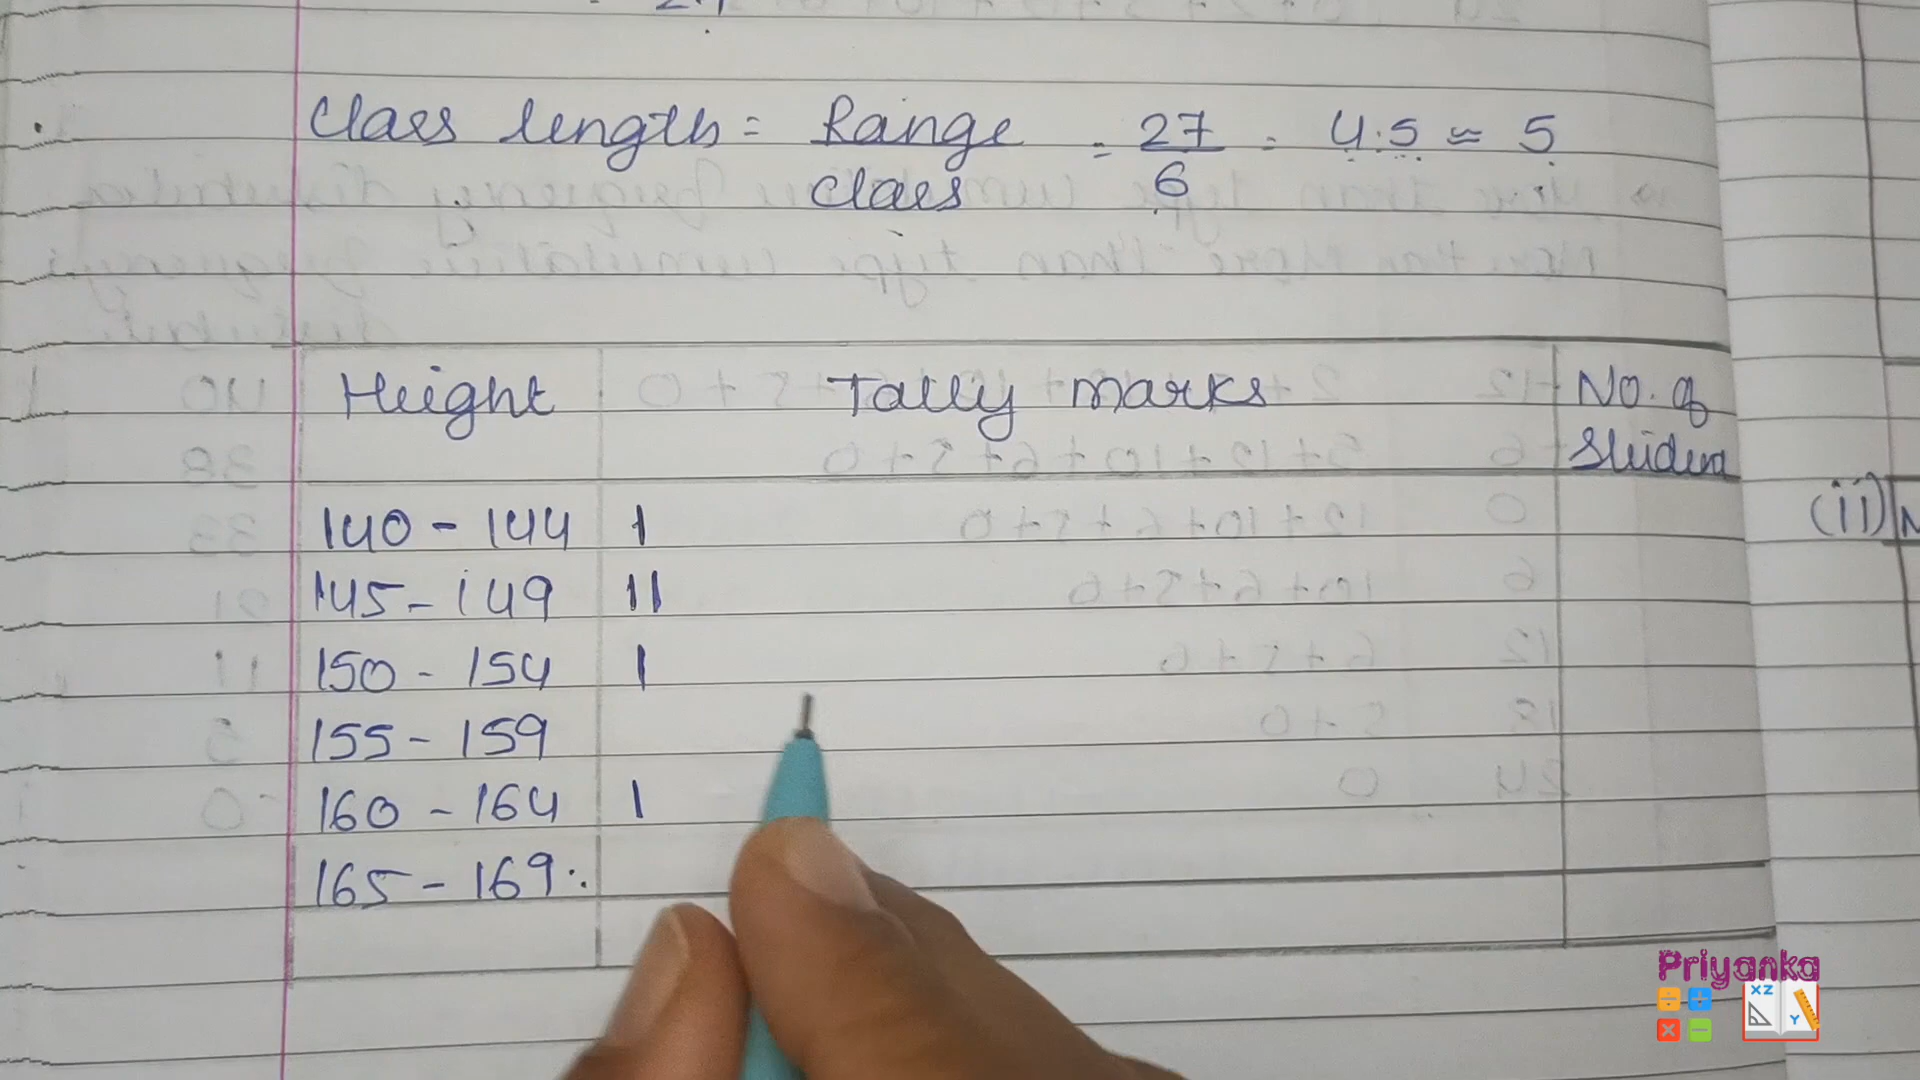 Class length = Range = 27 = 4.5 ≈ 5
Class 6
Height Tally marks No. of
140 - 144 |
145 - 149 ||
150 - 154 |
155 - 159
160 - 164 |
165 - 169
(ii)
Priyanka
XZ
Y